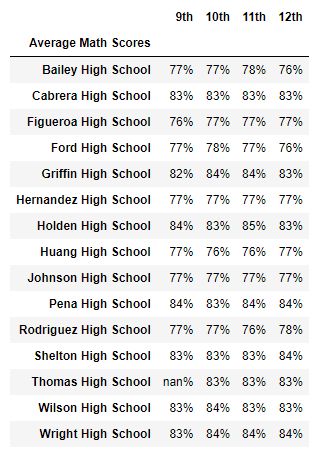 9th 10th 11th 12th
Average Math Scores
Bailey High School 77% 77% 78% 76%
Cabrera High School 83% 83% 83% 83%
Figueroa High School 76% 77% 77% 77%
Ford High School 77% 78% 77% 76%
Griffin High School 82% 84% 84% 83%
Hernandez High School 77% 77% 77% 77%
Holden High School 84% 83% 85% 83%
Huang High School 77% 76% 76% 77%
Johnson High School 77% 77% 77% 77%
Pena High School 84% 83% 84% 84%
Rodriguez High School 77% 77% 76% 78%
Shelton High School 83% 83% 83% 84%
Thomas High School nan% 83% 83% 83%
Wilson High School 83% 84% 83% 83%
Wright High School 83% 84% 84% 84%